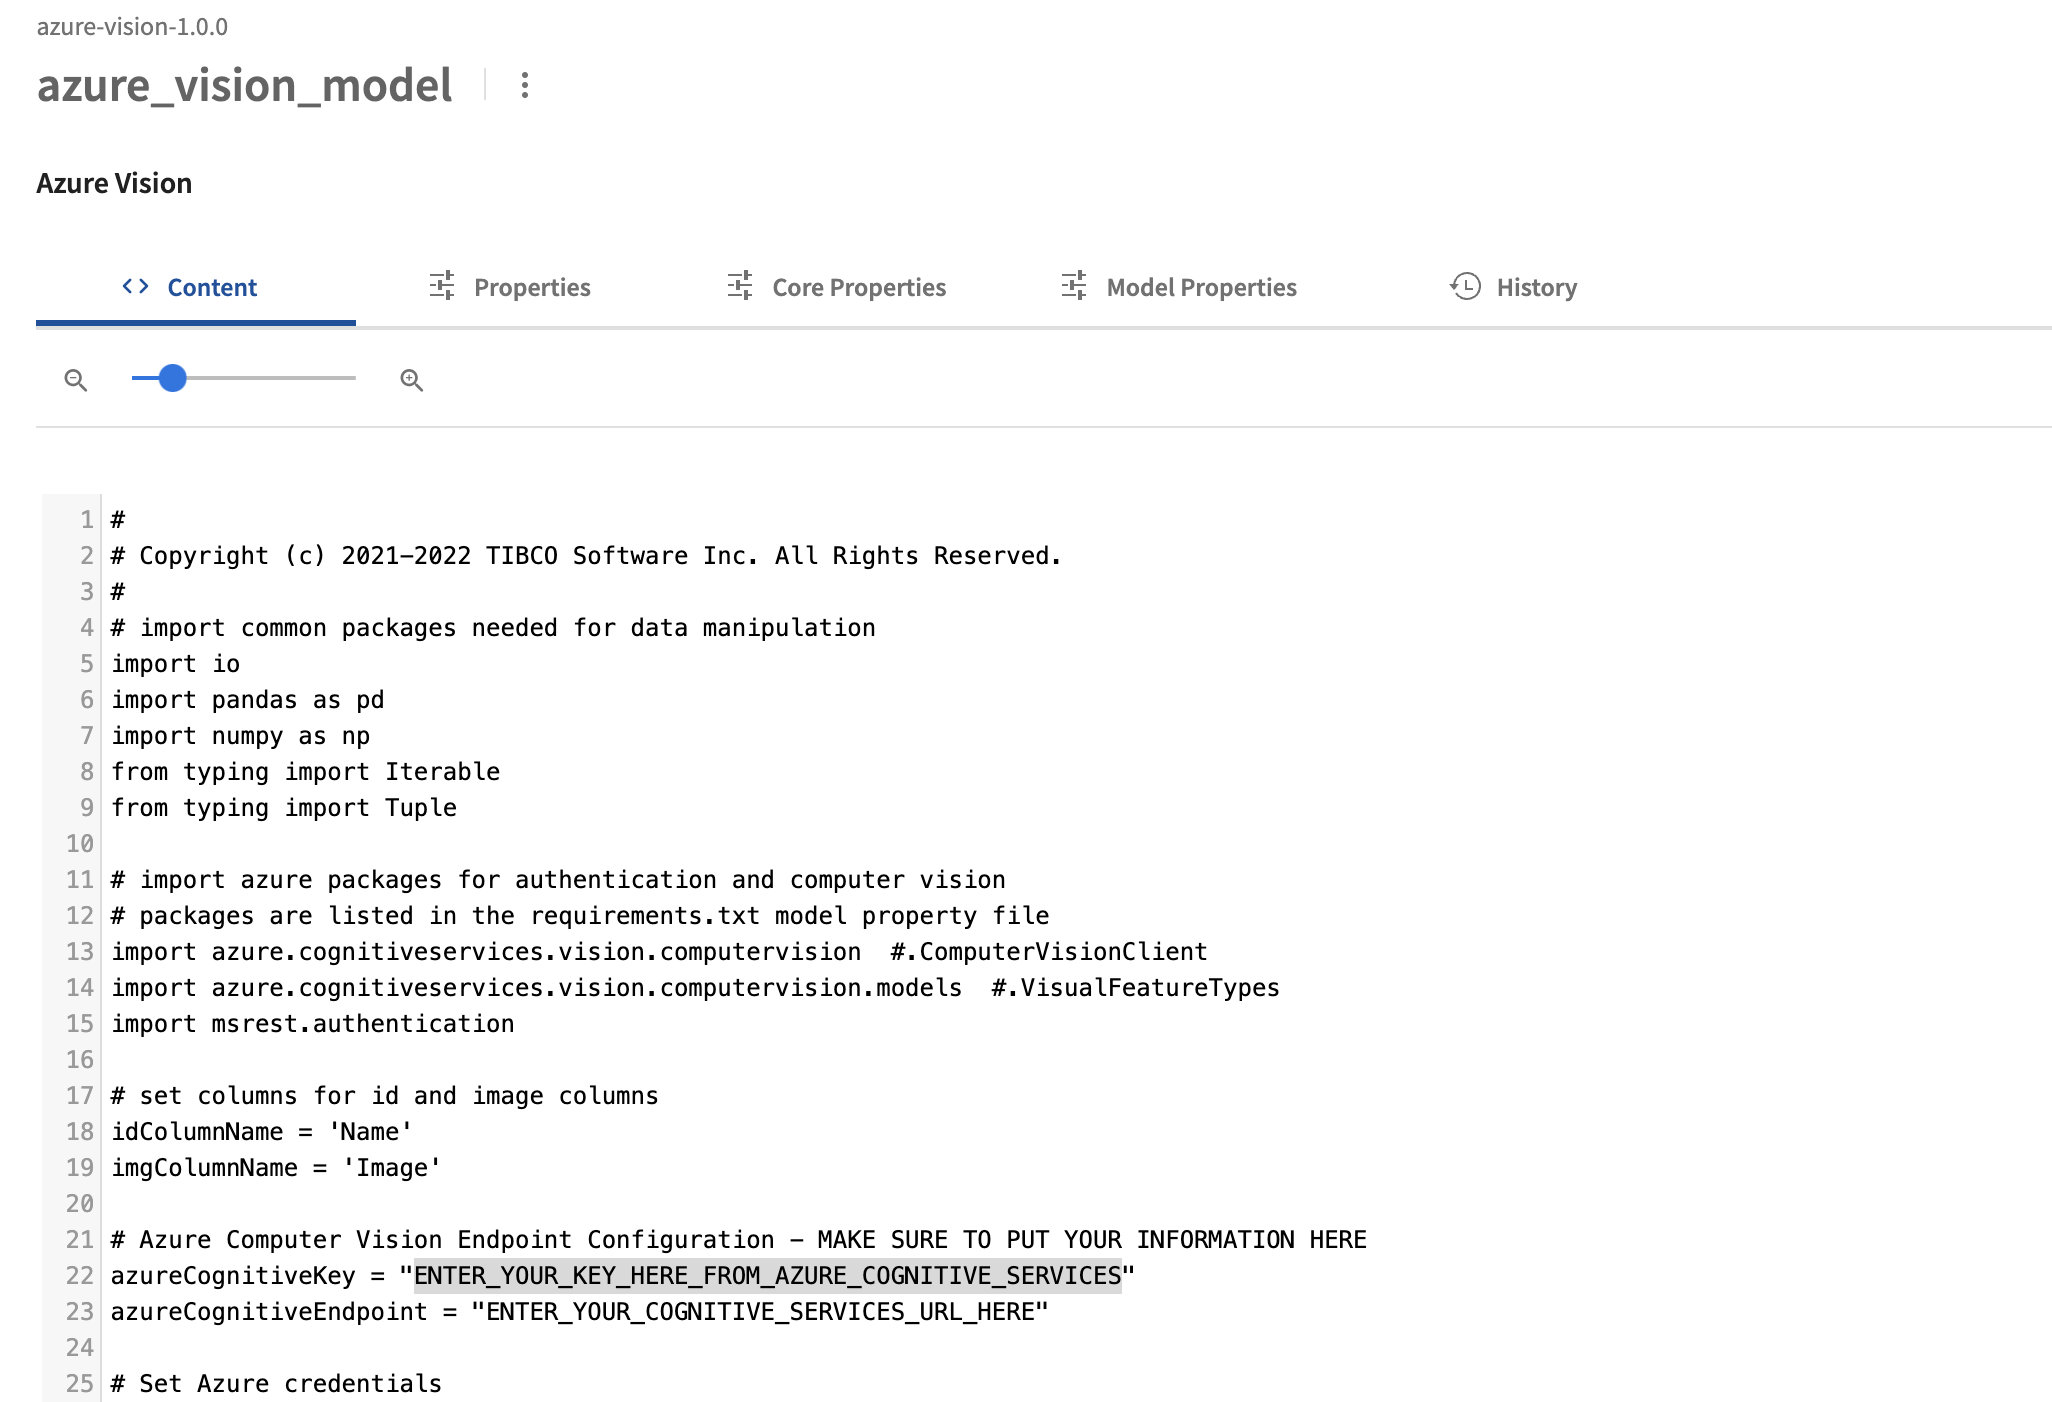 azure-vision-1.0.0
azure_vision_model
Azure Vision
Content Properties Core Properties Model Properties History
1 #
2 # Copyright (c) 2021–2022 TIBCO Software Inc. All Rights Reserved.
3 #
4 # import common packages needed for data manipulation
5 import io
6 import pandas as pd
7 import numpy as np
8 from typing import Iterable
9 from typing import Tuple
10
11 # import azure packages for authentication and computer vision
12 # packages are listed in the requirements.txt model property file
13 import azure.cognitiveservices.vision.computervision  #.ComputerVisionClient
14 import azure.cognitiveservices.vision.computervision.models  #.VisualFeatureTypes
15 import msrest.authentication
16
17 # set columns for id and image columns
18 idColumnName = 'Name'
19 imgColumnName = 'Image'
20
21 # Azure Computer Vision Endpoint Configuration – MAKE SURE TO PUT YOUR INFORMATION HERE
22 azureCognitiveKey = "ENTER_YOUR_KEY_HERE_FROM_AZURE_COGNITIVE_SERVICES"
23 azureCognitiveEndpoint = "ENTER_YOUR_COGNITIVE_SERVICES_URL_HERE"
24
25 # Set Azure credentials